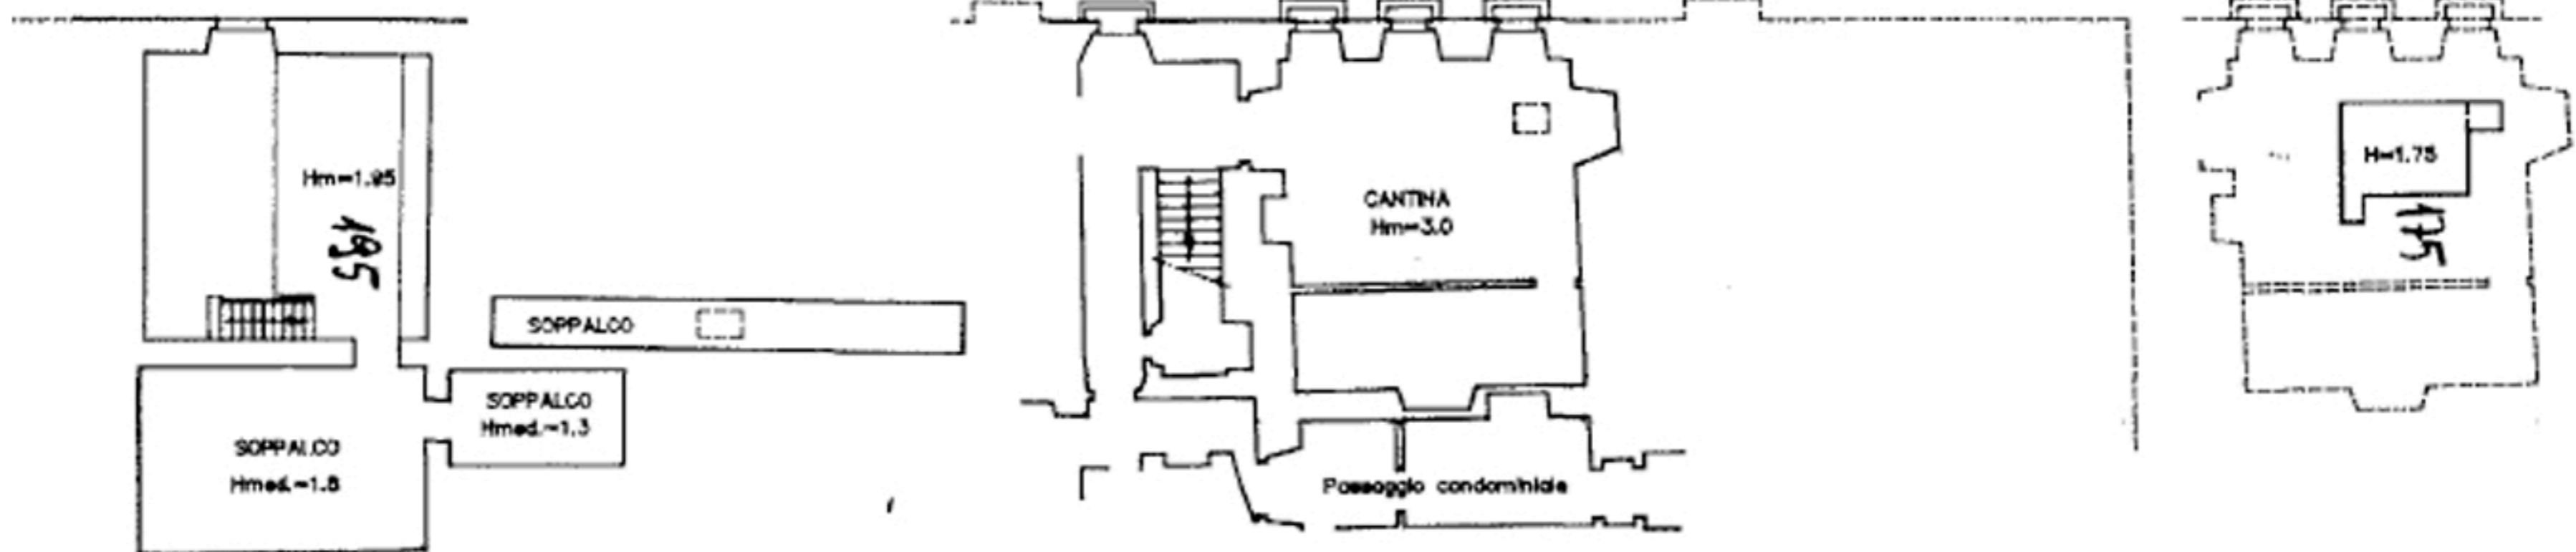 Hm=1.95
195
SOPPALCO
SOPPALCO
Hmed.=1.3
SOPPALCO
Hmed.=1.8
CANTINA
Hm=3.0
Passaggio condominiale
H=1.75
175